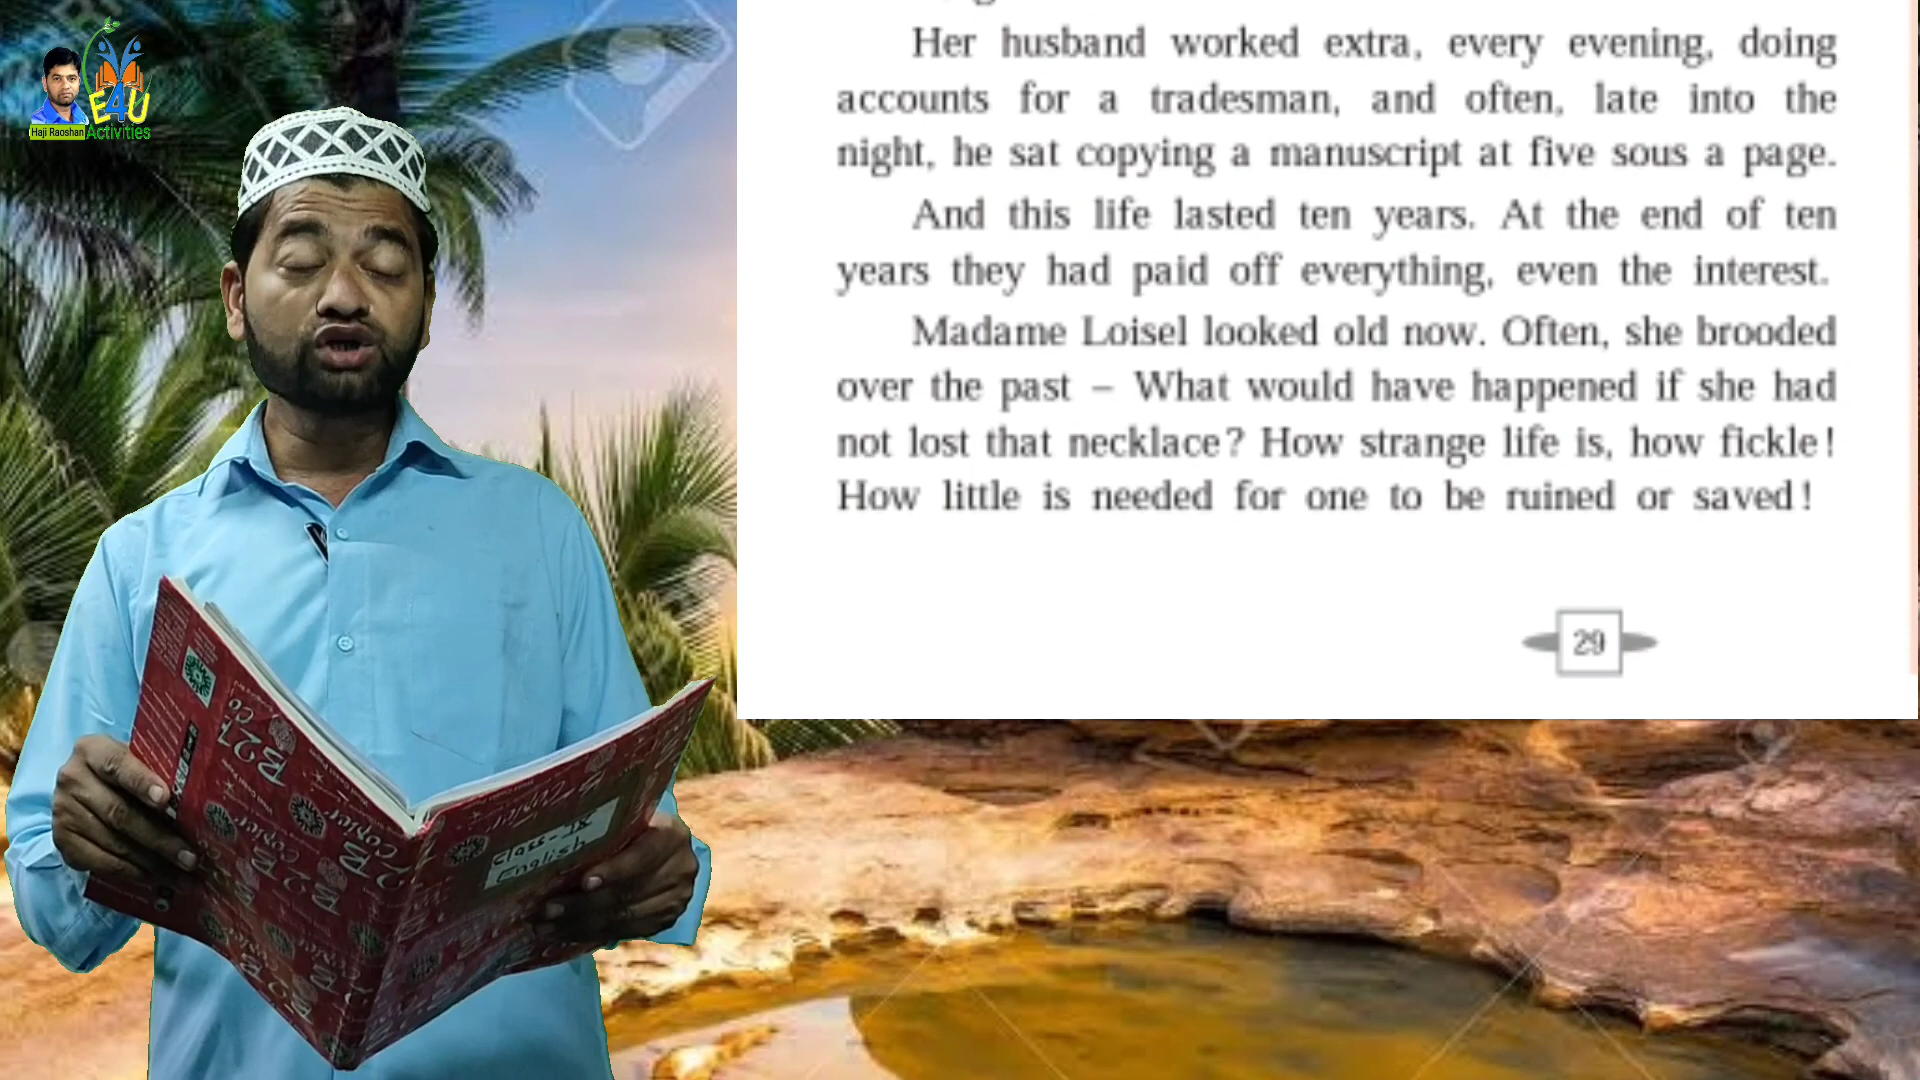 Haji Raoshan
E4U
Activities
Her husband worked extra, every evening, doing
accounts for a tradesman, and often, late into the
night, he sat copying a manuscript at five sous a page.
And this life lasted ten years. At the end of ten
years they had paid off everything, even the interest.
Madame Loisel looked old now. Often, she brooded
over the past – What would have happened if she had
not lost that necklace? How strange life is, how fickle!
How little is needed for one to be ruined or saved!
29
Class-IX
English